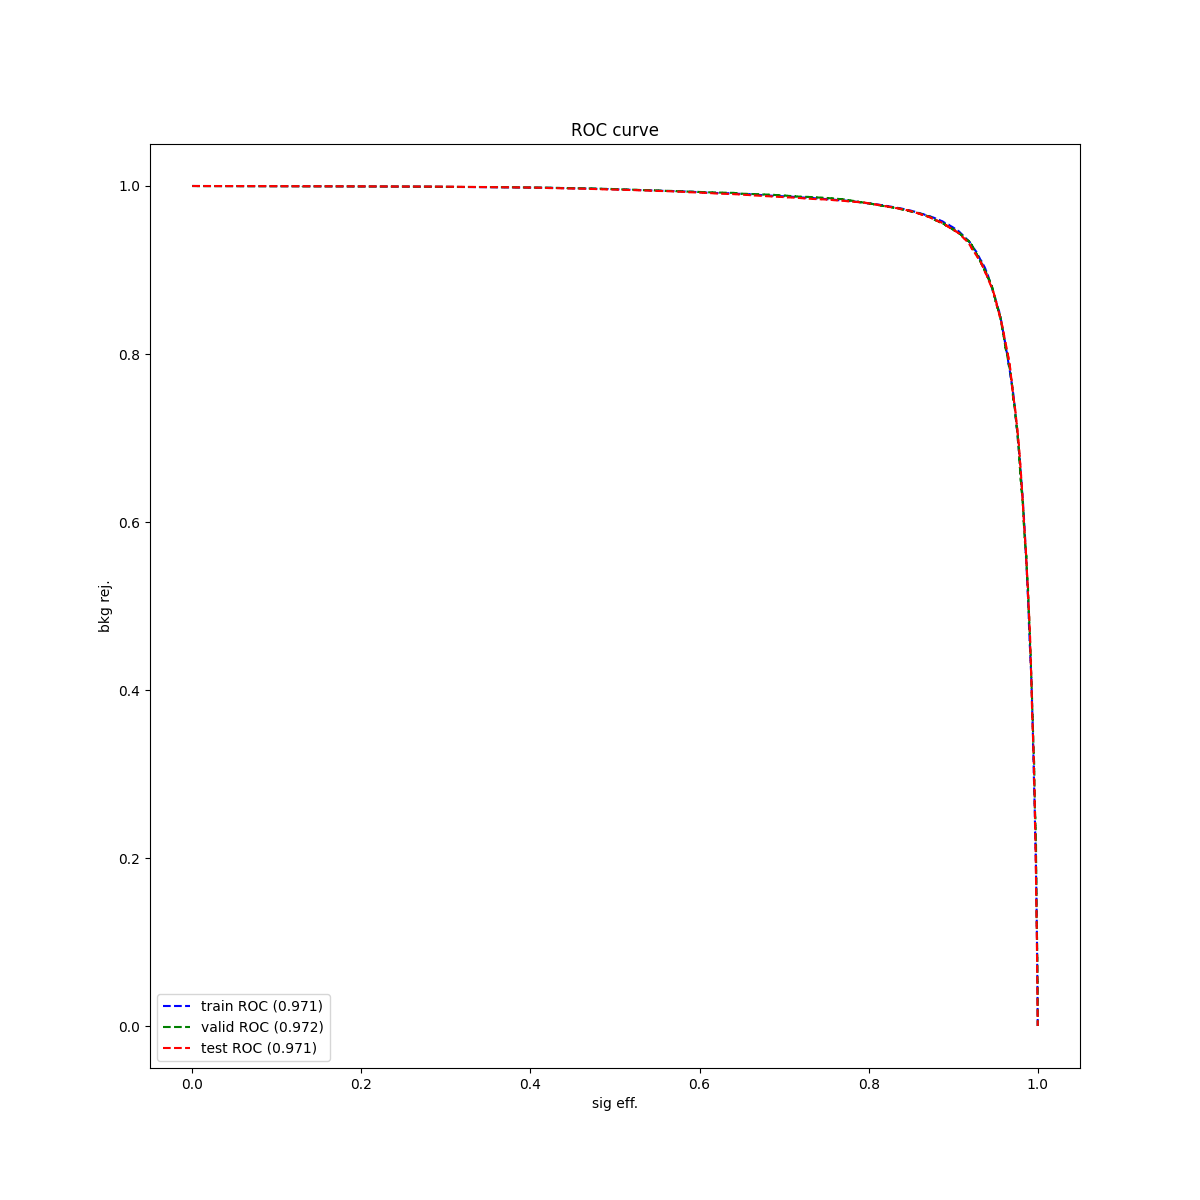 ROC curve
bkg rej.
1.0
0.8
0.6
0.4
0.2
0.0
train ROC (0.971)
valid ROC (0.972)
test ROC (0.971)
0.0 0.2 0.4 0.6 0.8 1.0
sig eff.